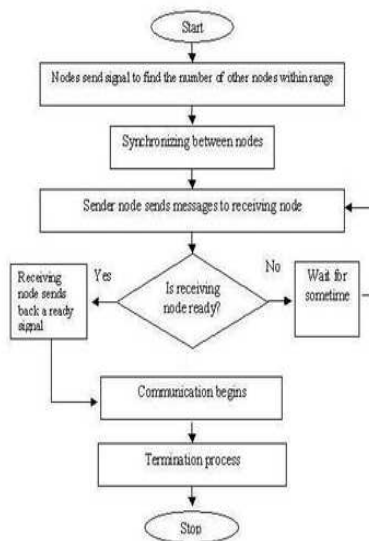 Start
Nodes send signal to find the number of other nodes within range
Synchronizing between nodes
Sender node sends messages to receiving node
Is receiving
node ready?
Yes
No
Receiving
node sends
back a ready
signal
Wait for
sometime
Communication begins
Termination process
Stop